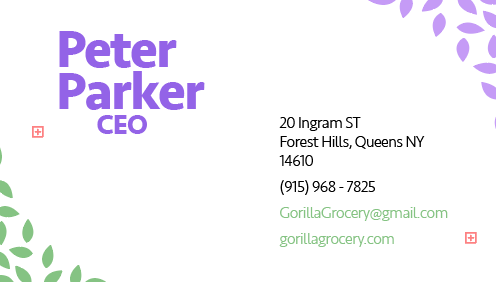 Peter
Parker
CEO
20 Ingram ST
Forest Hills, Queens NY
14610
(915) 968 - 7825
GorillaGrocery@gmail.com
gorillagrocery.com